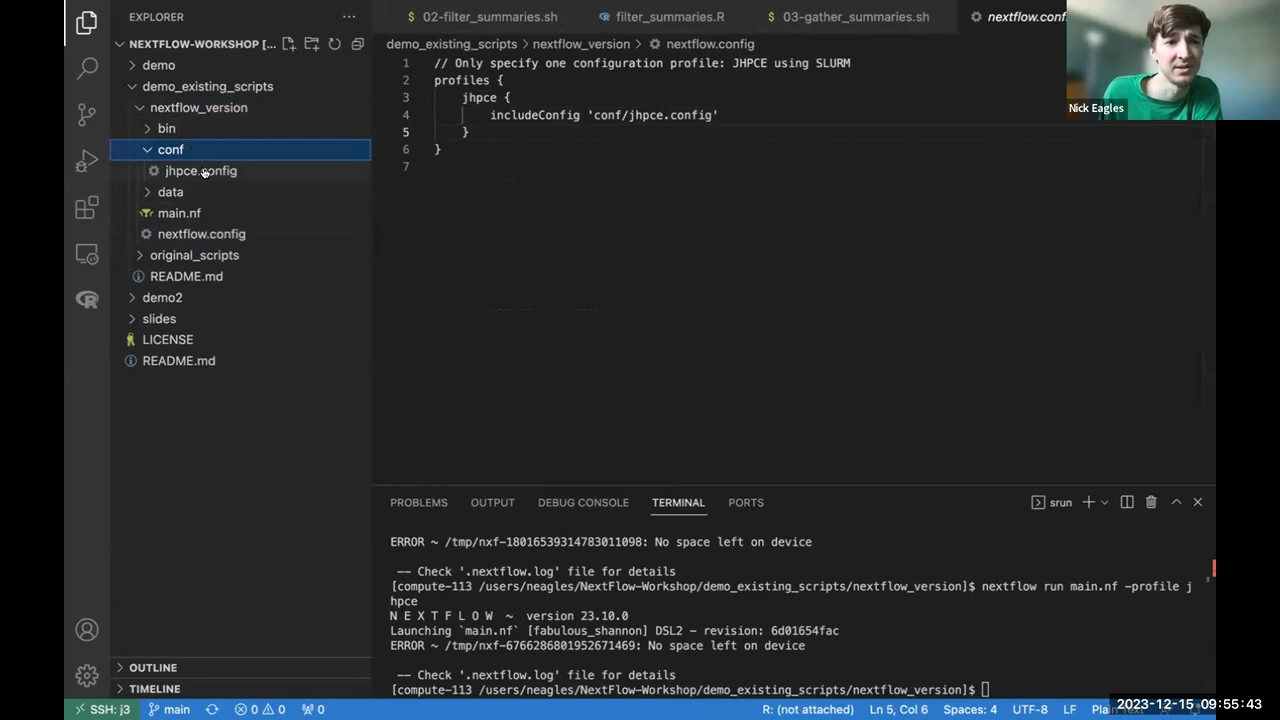 EXPLORER
NEXTFLOW-WORKSHOP [...
demo
demo_existing_scripts
nextflow_version
bin
conf
jhpce.config
data
main.nf
nextflow.config
original_scripts
README.md
demo2
slides
LICENSE
README.md
OUTLINE
TIMELINE
02-filter_summaries.sh
filter_summaries.R
03-gather_summaries.sh
nextflow.conf
demo_existing_scripts > nextflow_version > nextflow.config
1 // Only specify one configuration profile: JHPCE using SLURM
2 profiles {
3 jhpce {
4 includeConfig 'conf/jhpce.config'
5 }
6 }
7
Nick Eagles
PROBLEMS OUTPUT DEBUG CONSOLE TERMINAL PORTS
srun
ERROR ~ /tmp/nxf-18016539314783011098: No space left on device
-- Check '.nextflow.log' file for details
[compute-113 /users/neagles/NextFlow-Workshop/demo_existing_scripts/nextflow_version]$ nextflow run main.nf -profile j
hpce
N E X T F L O W ~ version 23.10.0
Launching `main.nf` [fabulous_shannon] DSL2 - revision: 6d01654fac
ERROR ~ /tmp/nxf-6766286801952671469: No space left on device
-- Check '.nextflow.log' file for details
[compute-113 /users/neagles/NextFlow-Workshop/demo_existing_scripts/nextflow_version]$
SSH: j3 main 0 0 0 R: (not attached) Ln 5, Col 6 Spaces: 4 UTF-8 LF Plain
2023-12-15 09:55:43